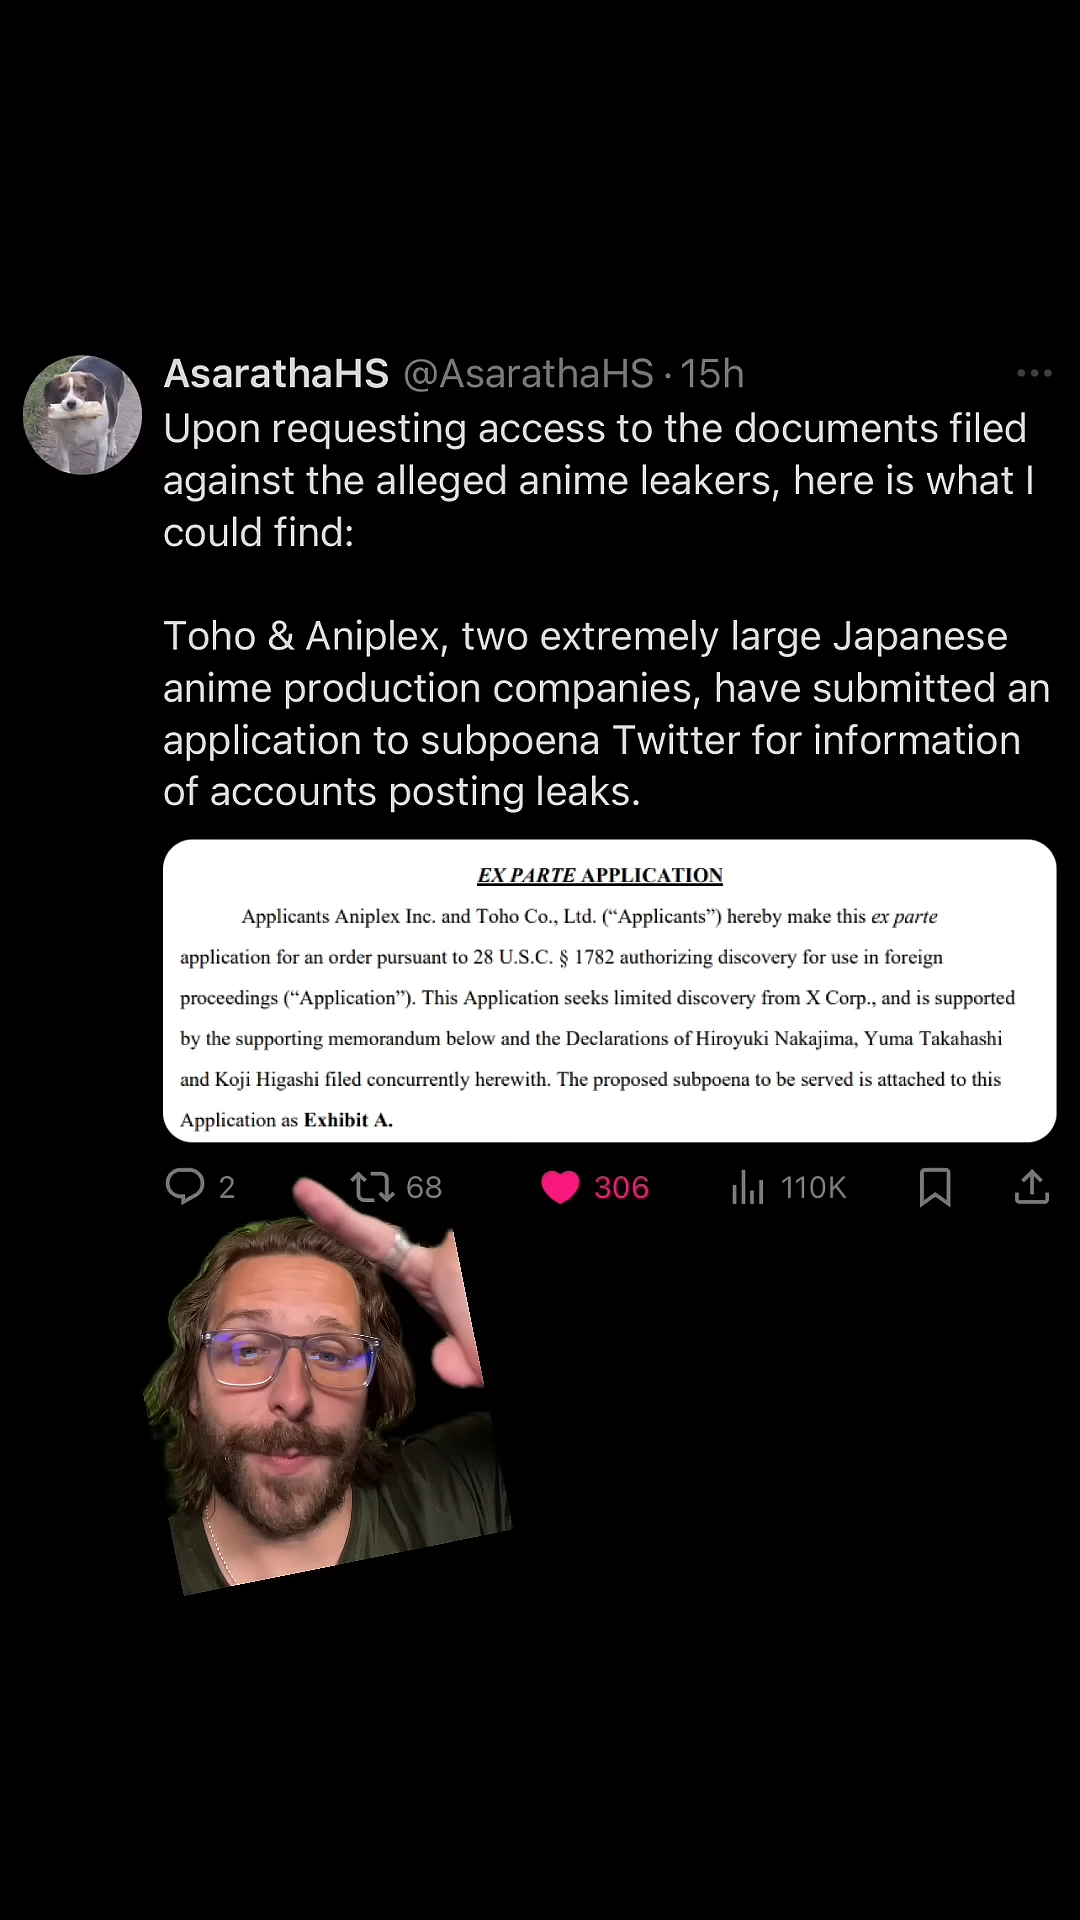 AsarathaHS @AsarathaHS · 15h
Upon requesting access to the documents filed
against the alleged anime leakers, here is what I
could find:
Toho & Aniplex, two extremely large Japanese
anime production companies, have submitted an
application to subpoena Twitter for information
of accounts posting leaks.
EX PARTE APPLICATION
Applicants Aniplex Inc. and Toho Co., Ltd. (“Applicants”) hereby make this ex parte
application for an order pursuant to 28 U.S.C. § 1782 authorizing discovery for use in foreign
proceedings (“Application”). This Application seeks limited discovery from X Corp., and is supported
by the supporting memorandum below and the Declarations of Hiroyuki Nakajima, Yuma Takahashi
and Koji Higashi filed concurrently herewith. The proposed subpoena to be served is attached to this
Application as Exhibit A.
2 68 306 110K